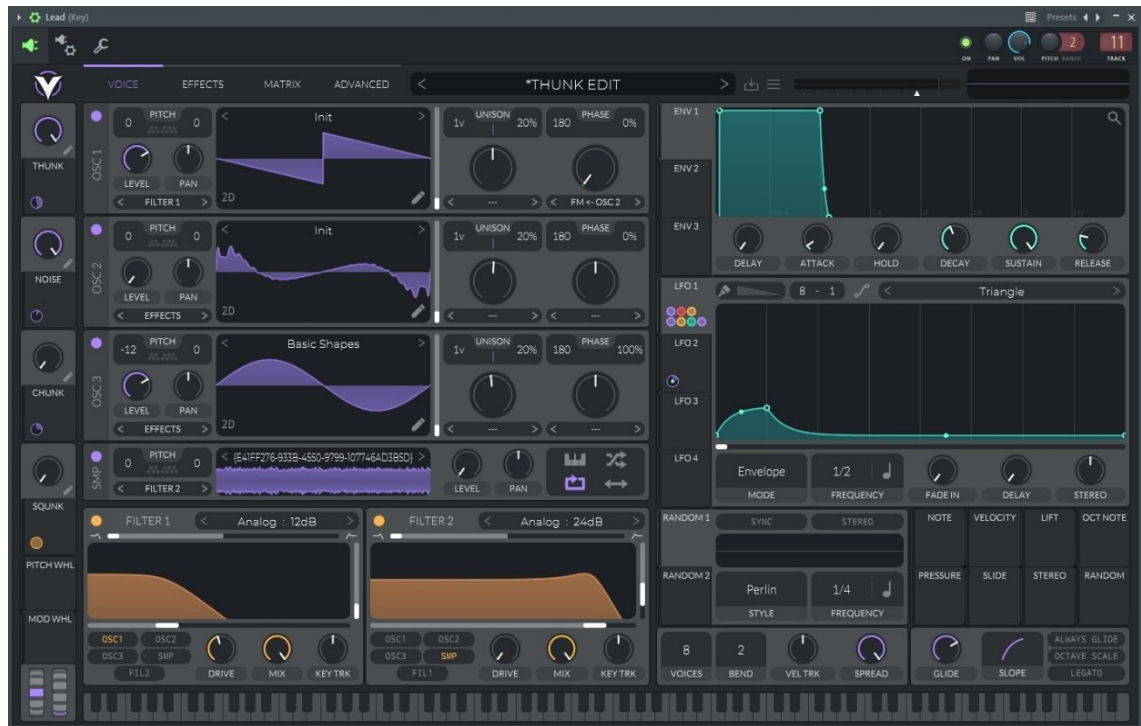 Lead (Key) Presets
ON PAN VOL PITCH RANGE 2 11 TRACK
VOICE EFFECTS MATRIX ADVANCED < *THUNK EDIT >
THUNK
NOISE
CHUNK
SQUNK
PITCH WHL
MOD WHL
OSC 1
0 PITCH 0
LEVEL PAN
< FILTER 1 >
< Init >
2D
1v UNISON 20% 180 PHASE 0%
< --- > < FM <- OSC 2 >
OSC 2
0 PITCH 0
LEVEL PAN
< EFFECTS >
< Init >
2D
1v UNISON 20% 180 PHASE 0%
< --- > < --- >
OSC 3
-12 PITCH 0
LEVEL PAN
< EFFECTS >
< Basic Shapes >
2D
1v UNISON 20% 180 PHASE 100%
< --- > < --- >
SMP
0 PITCH 0
< FILTER 2 >
< {E41FF276-933B-4550-9799-107746AD3B5D} >
LEVEL PAN
FILTER 1 < Analog : 12dB >
OSC1 OSC2
OSC3 SMP
FIL2
DRIVE MIX KEY TRK
FILTER 2 < Analog : 24dB >
OSC1 OSC2
OSC3 SMP
FIL1
DRIVE MIX KEY TRK
ENV 1
ENV 2
ENV 3
DELAY ATTACK HOLD DECAY SUSTAIN RELEASE
LFO 1
LFO 2
LFO 3
LFO 4
8 - 1 < Triangle >
Envelope
MODE
1/2
FREQUENCY
FADE IN DELAY STEREO
RANDOM 1
RANDOM 2
SYNC STEREO
Perlin
STYLE
1/4
FREQUENCY
NOTE VELOCITY LIFT OCT NOTE
PRESSURE SLIDE STEREO RANDOM
8 2
VOICES BEND VEL TRK SPREAD
GLIDE SLOPE
ALWAYS GLIDE
OCTAVE SCALE
LEGATO